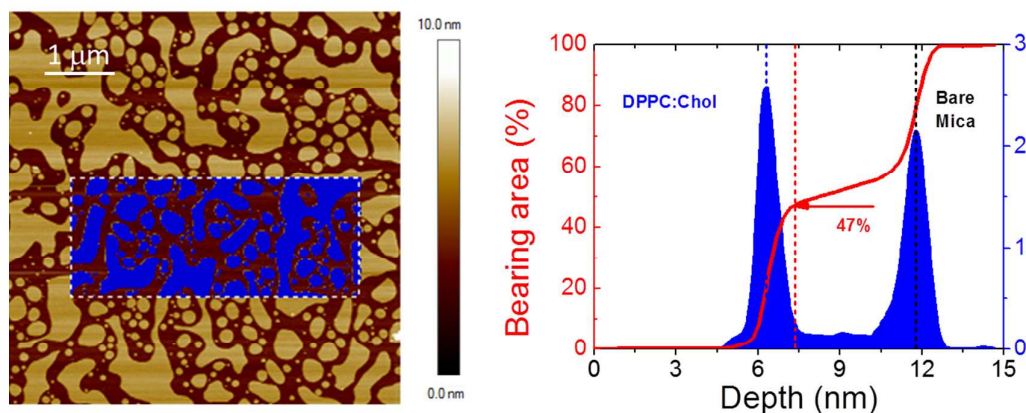 1 μm
10.0 nm
0.0 nm
Bearing area (%)
100
80
60
40
20
0
DPPC:Chol
Bare
Mica
47%
3
2
1
0
0 3 6 9 12 15
Depth (nm)